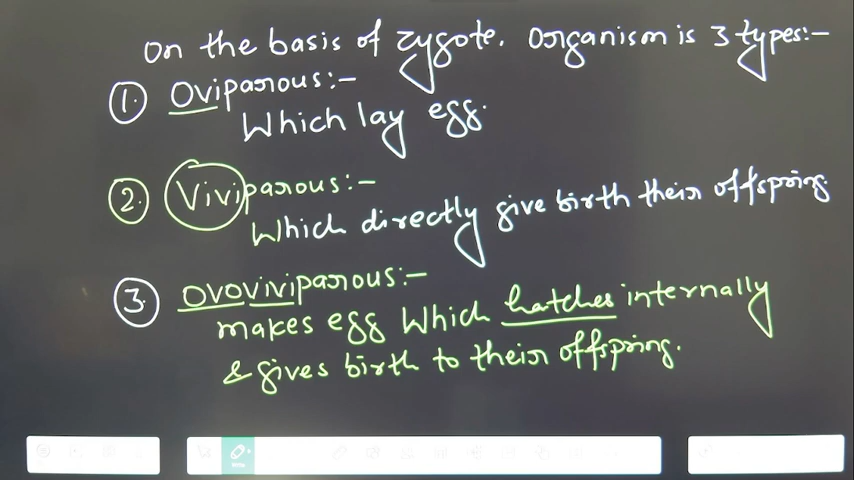 On the basis of zygote. Organism is 3 types:-
1. Oviparous:-
Which lay egg.
2. Viviparous:-
Which directly give birth their offspring.
3. Ovoviviparous:-
makes egg Which hatches internally
& gives birth to their offspring.